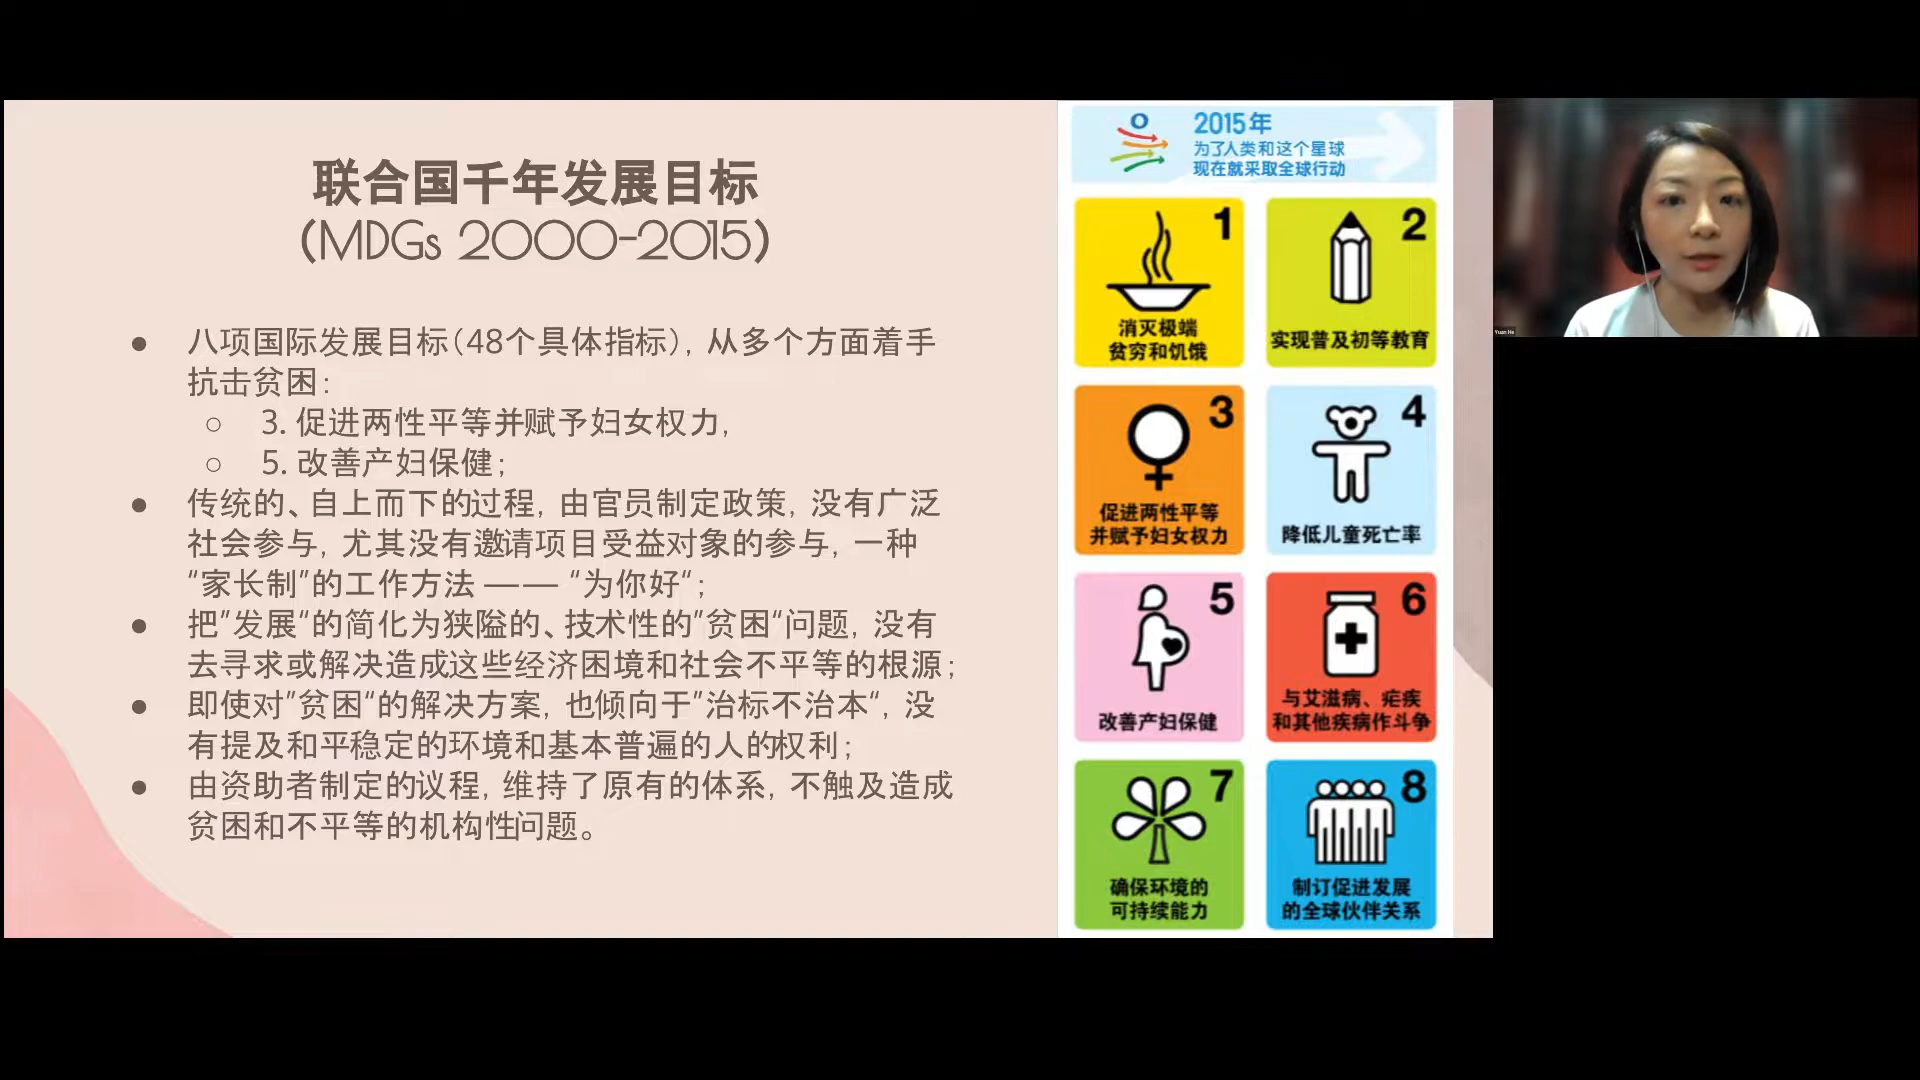 联合国千年发展目标
(MDGs 2000-2015)
● 八项国际发展目标(48个具体指标), 从多个方面着手
抗击贫困:
○ 3. 促进两性平等并赋予妇女权力,
○ 5. 改善产妇保健;
● 传统的、自上而下的过程, 由官员制定政策, 没有广泛
社会参与, 尤其没有邀请项目受益对象的参与, 一种
"家长制"的工作方法 —— "为你好";
● 把"发展"的简化为狭隘的、技术性的"贫困"问题, 没有
去寻求或解决造成这些经济困境和社会不平等的根源;
● 即使对"贫困"的解决方案, 也倾向于"治标不治本", 没
有提及和平稳定的环境和基本普遍的人的权利;
● 由资助者制定的议程, 维持了原有的体系, 不触及造成
贫困和不平等的机构性问题。
2015年
为了人类和这个星球
现在就采取全球行动
1
消灭极端
贫穷和饥饿
2
实现普及初等教育
3
促进两性平等
并赋予妇女权力
4
降低儿童死亡率
5
改善产妇保健
6
与艾滋病、疟疾
和其他疾病作斗争
7
确保环境的
可持续能力
8
制订促进发展
的全球伙伴关系
Yuan He